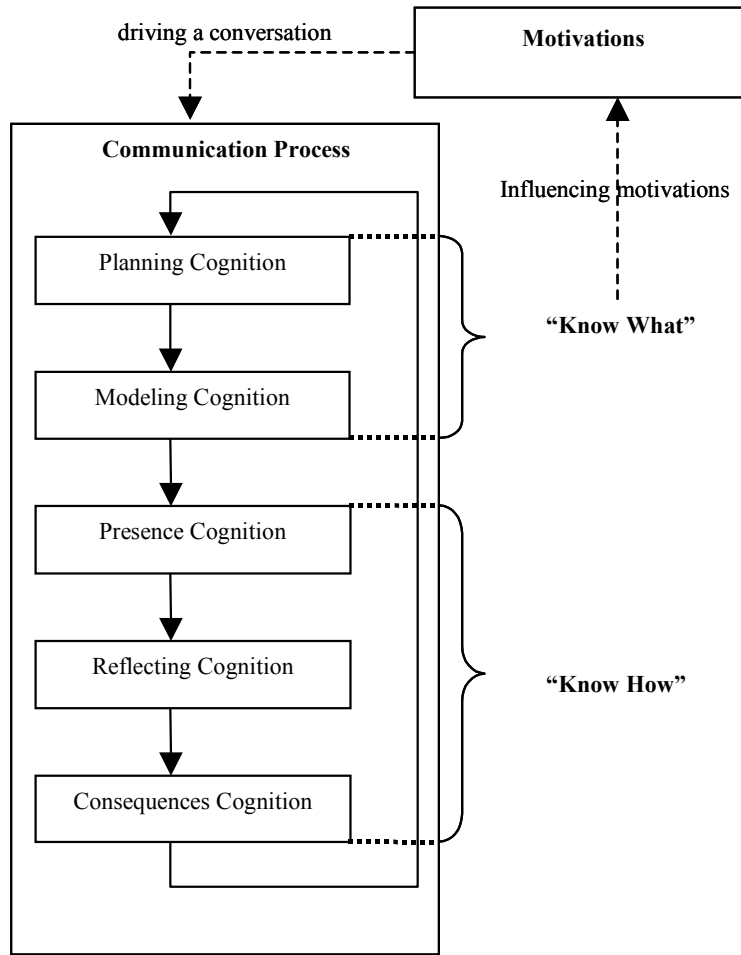 driving a conversation
Motivations
Communication Process
Influencing motivations
Planning Cognition
“Know What”
Modeling Cognition
Presence Cognition
Reflecting Cognition
“Know How”
Consequences Cognition